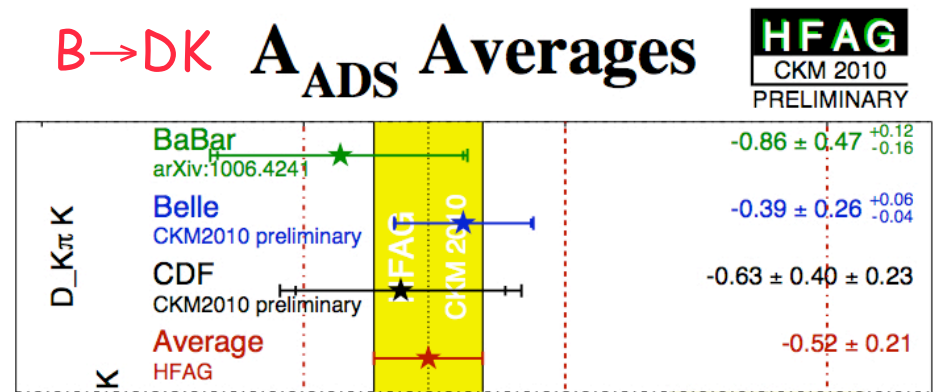 B→DK
A_ADS Averages
HFAG
CKM 2010
PRELIMINARY
D_Kπ K
BaBar
arXiv:1006.4241
-0.86 ± 0.47 +0.12 -0.16
Belle
CKM2010 preliminary
-0.39 ± 0.26 +0.06 -0.04
CDF
CKM2010 preliminary
-0.63 ± 0.40 ± 0.23
Average
HFAG
-0.52 ± 0.21
HFAG
CKM 2010
K